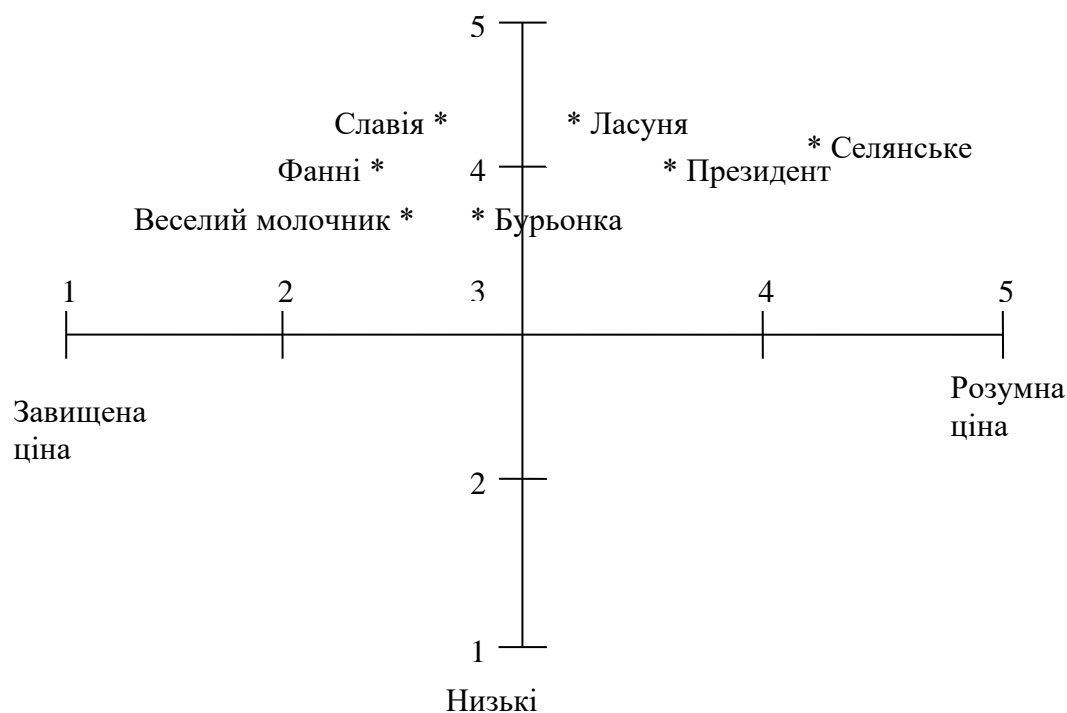 5
Славія * * Ласуня
* Селянське
Фанні * 4 * Президент
Веселий молочник * * Бурьонка
1 2 3 4 5
Розумна
ціна
Завищена
ціна
2
1
Низькі